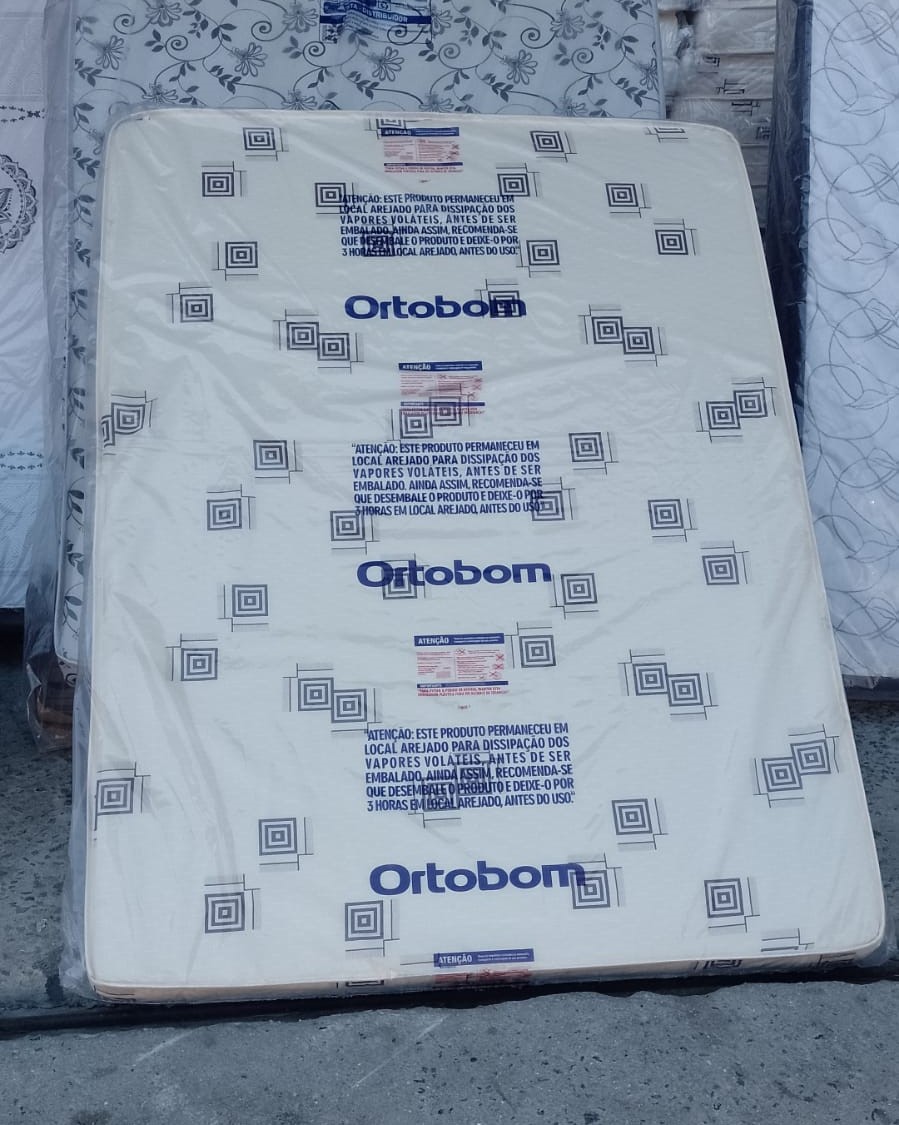 DISTRIBUIDOR
ATENÇÃO
"ATENÇÃO: ESTE PRODUTO PERMANECEU EM
LOCAL AREJADO PARA DISSIPAÇÃO DOS
VAPORES VOLÁTEIS, ANTES DE SER
EMBALADO. AINDA ASSIM, RECOMENDA-SE
QUE DESEMBALE O PRODUTO E DEIXE-O POR
3 HORAS EM LOCAL AREJADO, ANTES DO USO."
Ortobom
ATENÇÃO
IMPORTANTE
"ATENÇÃO: ESTE PRODUTO PERMANECEU EM
LOCAL AREJADO PARA DISSIPAÇÃO DOS
VAPORES VOLÁTEIS, ANTES DE SER
EMBALADO. AINDA ASSIM, RECOMENDA-SE
QUE DESEMBALE O PRODUTO E DEIXE-O POR
3 HORAS EM LOCAL AREJADO, ANTES DO USO."
Ortobom
ATENÇÃO
IMPORTANTE
"ATENÇÃO: ESTE PRODUTO PERMANECEU EM
LOCAL AREJADO PARA DISSIPAÇÃO DOS
VAPORES VOLÁTEIS, ANTES DE SER
EMBALADO. AINDA ASSIM, RECOMENDA-SE
QUE DESEMBALE O PRODUTO E DEIXE-O POR
3 HORAS EM LOCAL AREJADO, ANTES DO USO."
Ortobom
ATENÇÃO